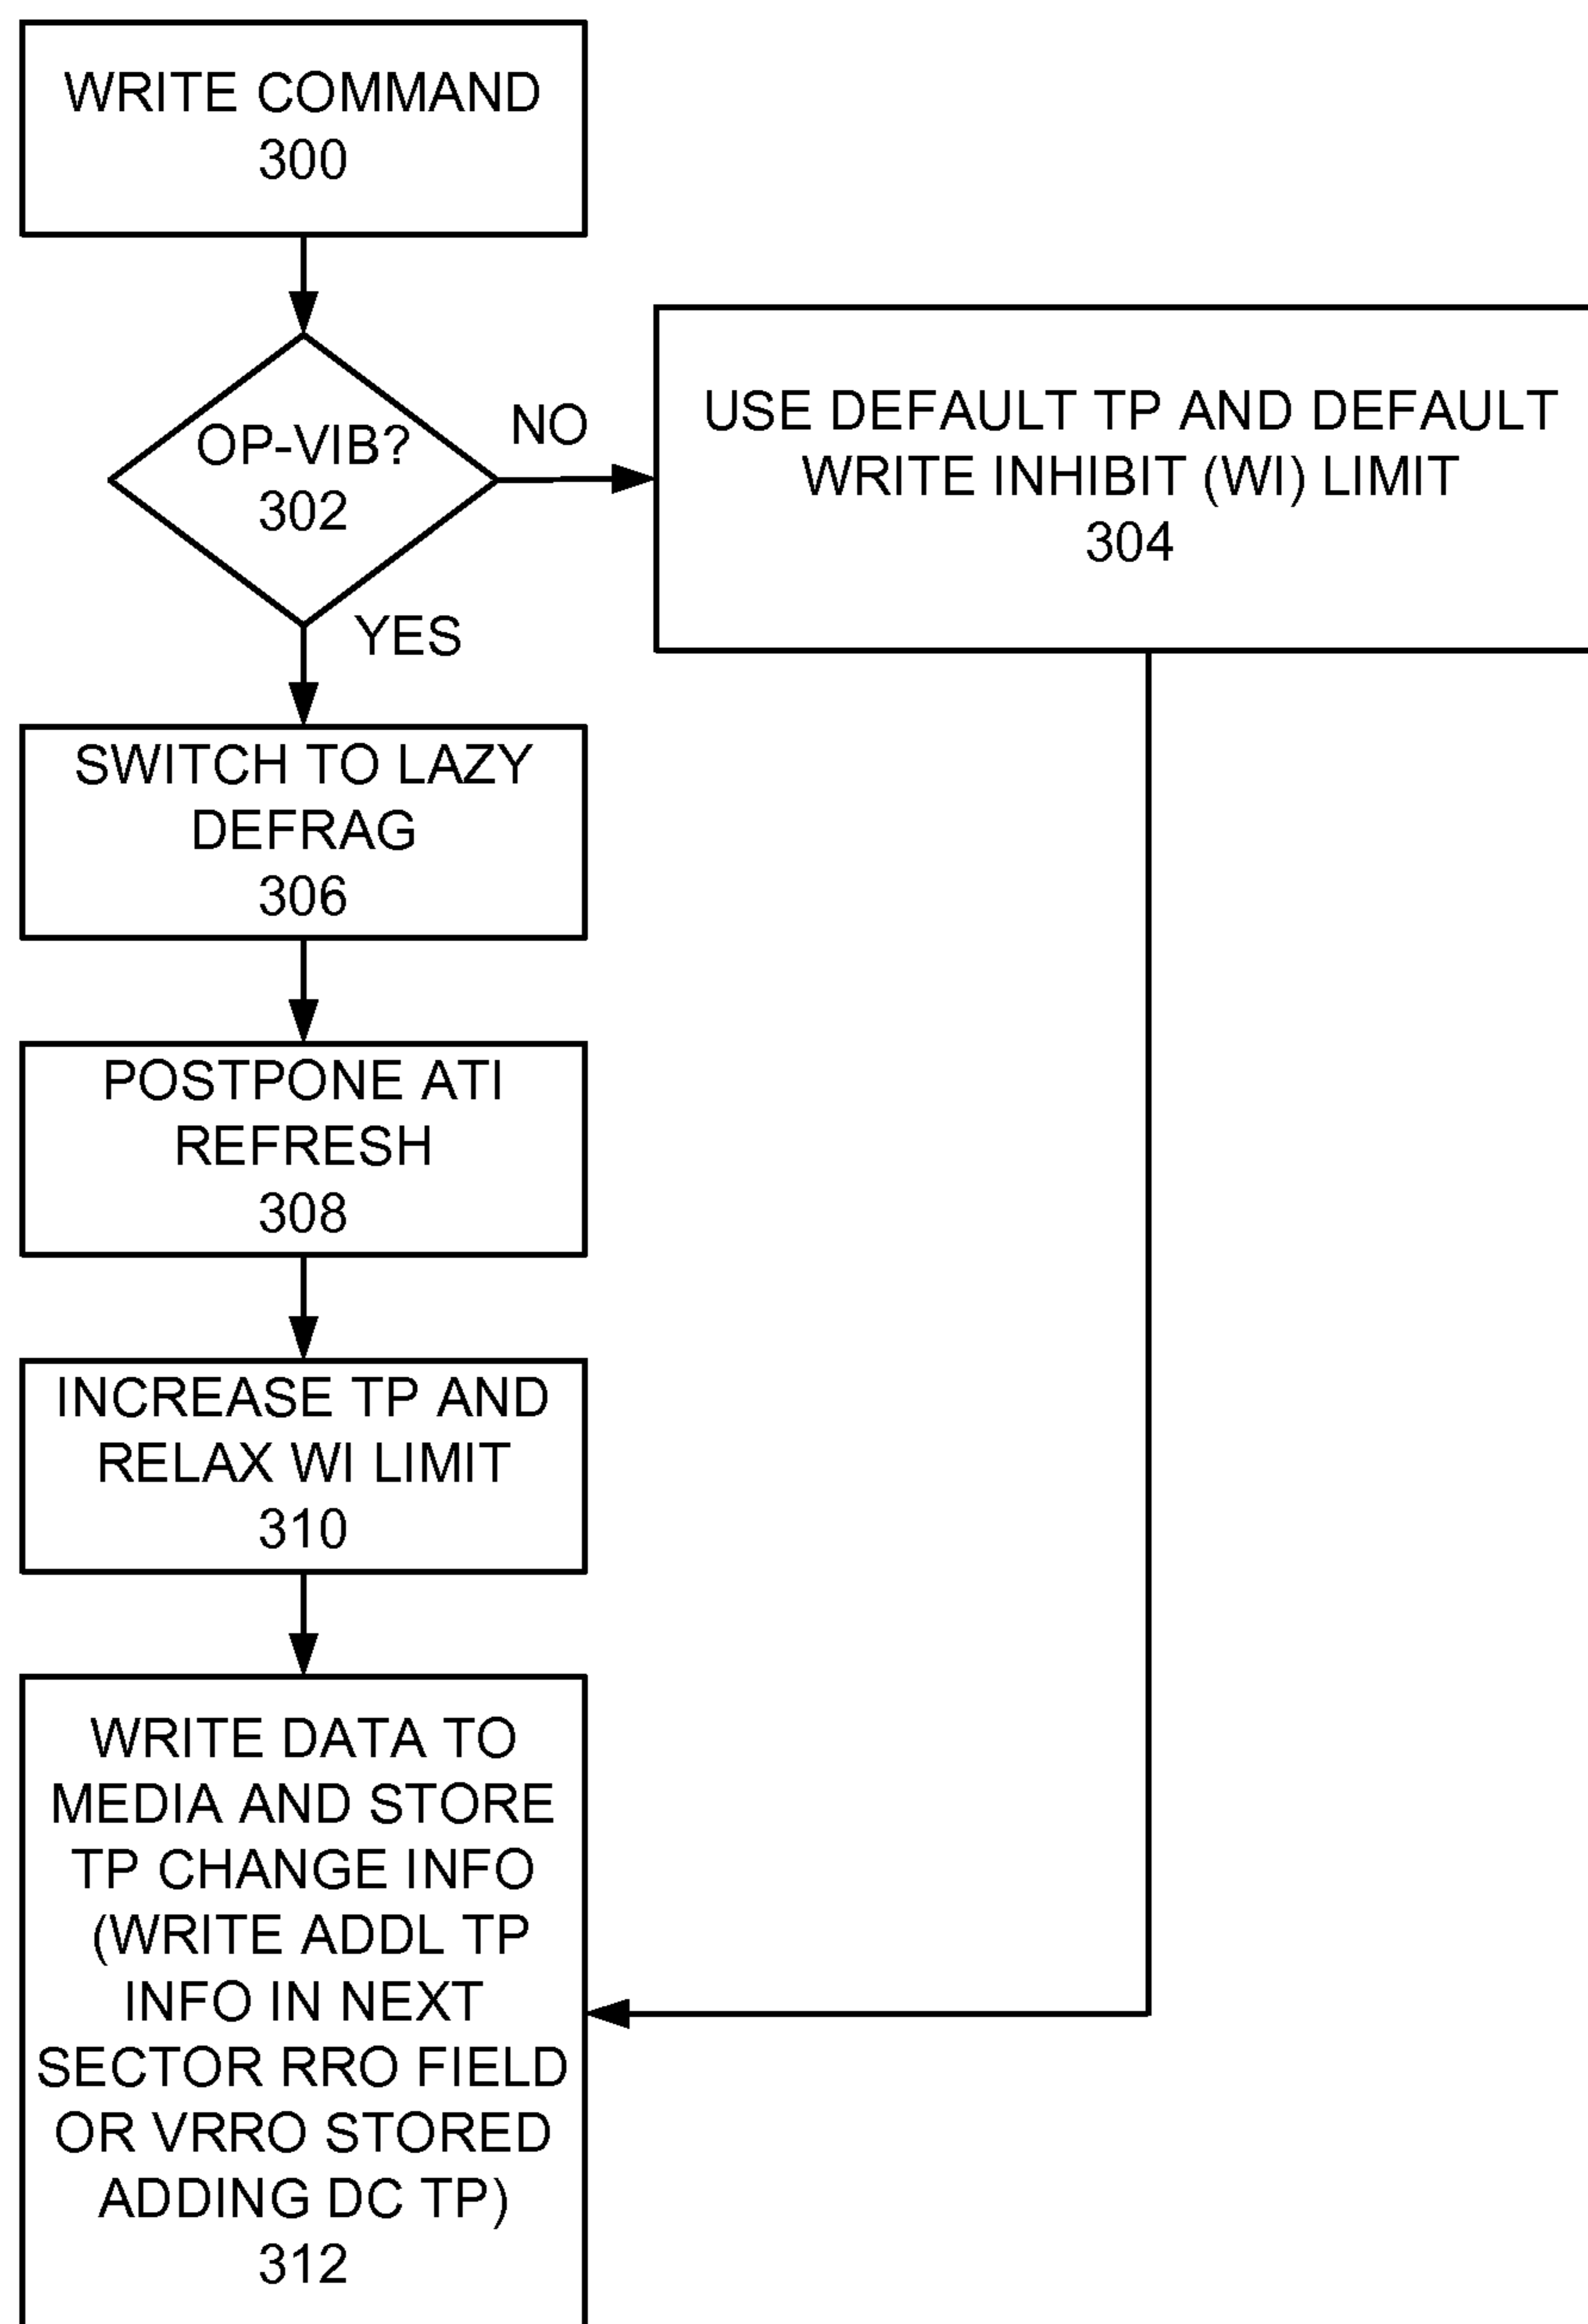 WRITE COMMAND
300
OP-VIB?
302
NO
USE DEFAULT TP AND DEFAULT
WRITE INHIBIT (WI) LIMIT
304
YES
SWITCH TO LAZY
DEFRAG
306
POSTPONE ATI
REFRESH
308
INCREASE TP AND
RELAX WI LIMIT
310
WRITE DATA TO
MEDIA AND STORE
TP CHANGE INFO
(WRITE ADDL TP
INFO IN NEXT
SECTOR RRO FIELD
OR VRRO STORED
ADDING DC TP)
312